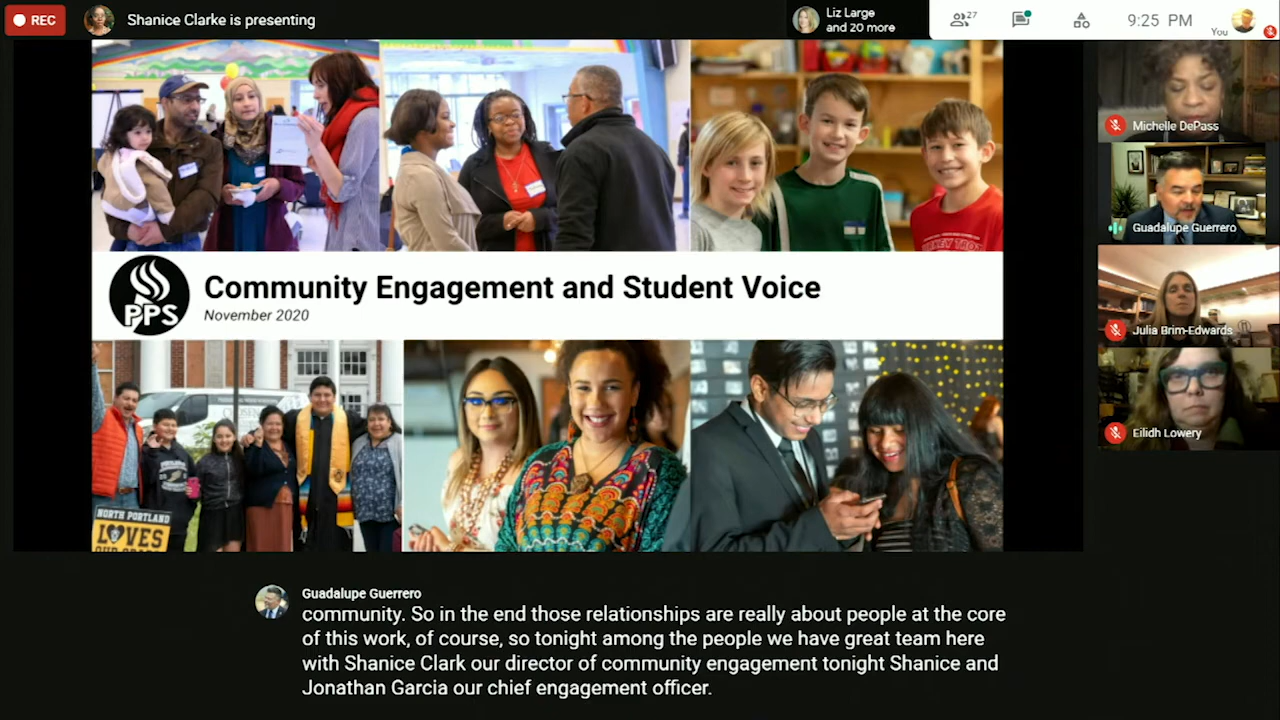 REC
Shanice Clarke is presenting
Liz Large
and 20 more
27
9:25 PM
You
Michelle DePass
Guadalupe Guerrero
Julia Brim-Edwards
Eilidh Lowery
TURKEY TROT
PPS
Community Engagement and Student Voice
November 2020
NORTH PORTLAND
LOVES
OUR GRADS
Guadalupe Guerrero
community. So in the end those relationships are really about people at the core
of this work, of course, so tonight among the people we have great team here
with Shanice Clark our director of community engagement tonight Shanice and
Jonathan Garcia our chief engagement officer.